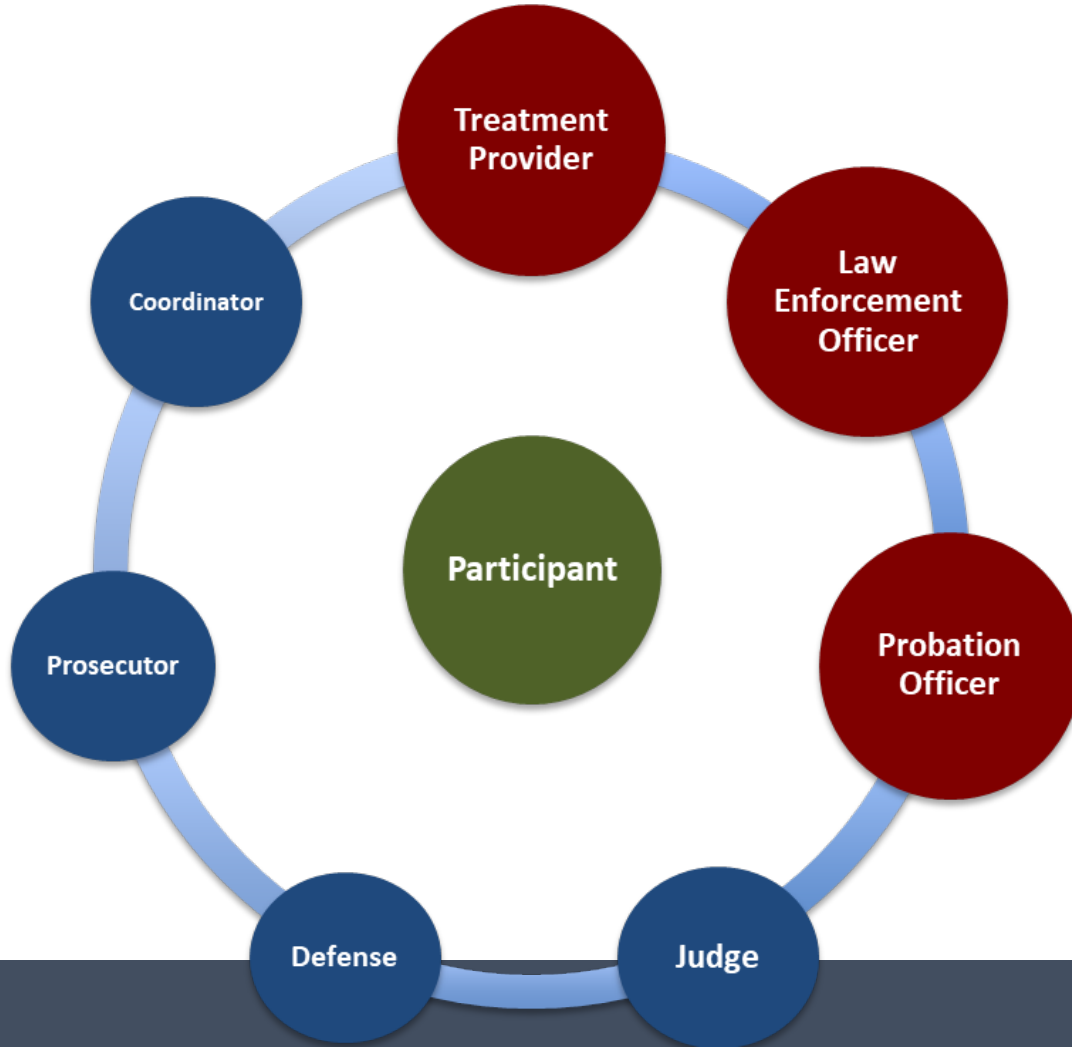 Treatment
Provider
Law
Enforcement
Officer
Coordinator
Participant
Probation
Officer
Prosecutor
Defense
Judge